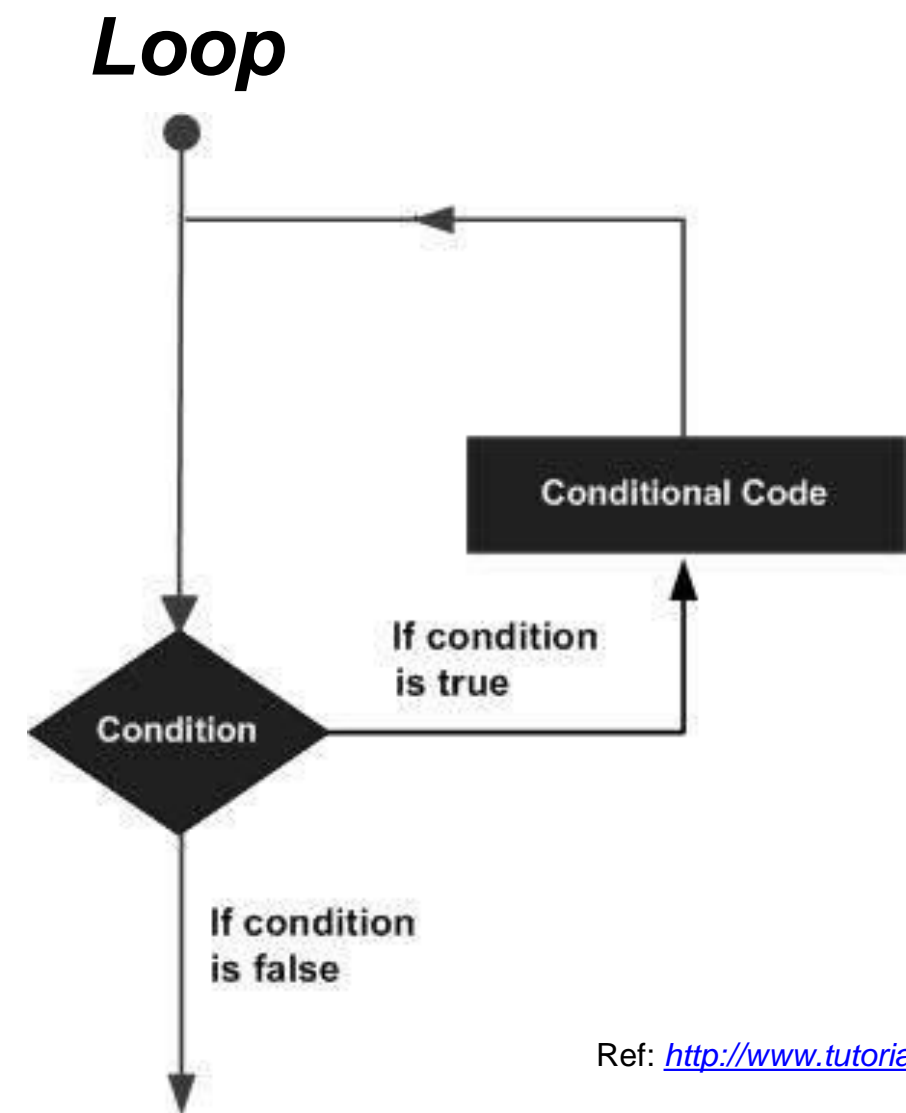 Loop
Conditional Code
If condition
is true
Condition
If condition
is false
Ref: http://www.tutoria